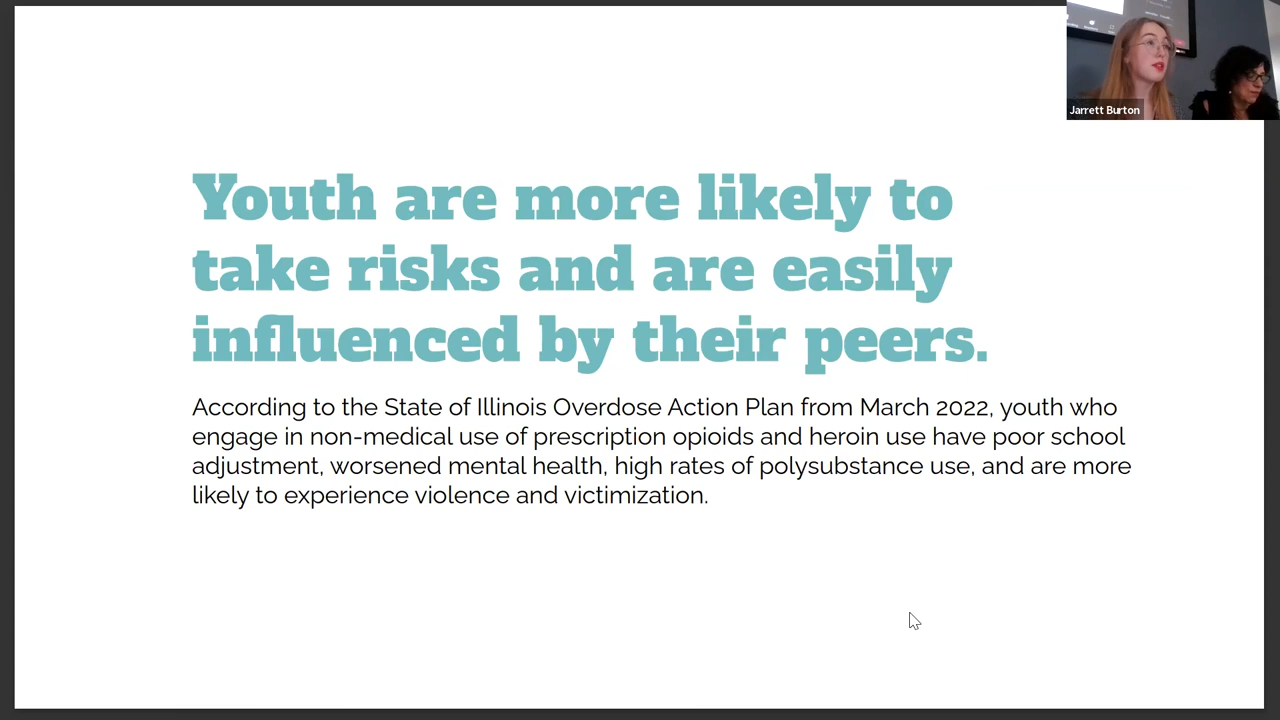 Jarrett Burton
Youth are more likely to
take risks and are easily
influenced by their peers.
According to the State of Illinois Overdose Action Plan from March 2022, youth who
engage in non-medical use of prescription opioids and heroin use have poor school
adjustment, worsened mental health, high rates of polysubstance use, and are more
likely to experience violence and victimization.